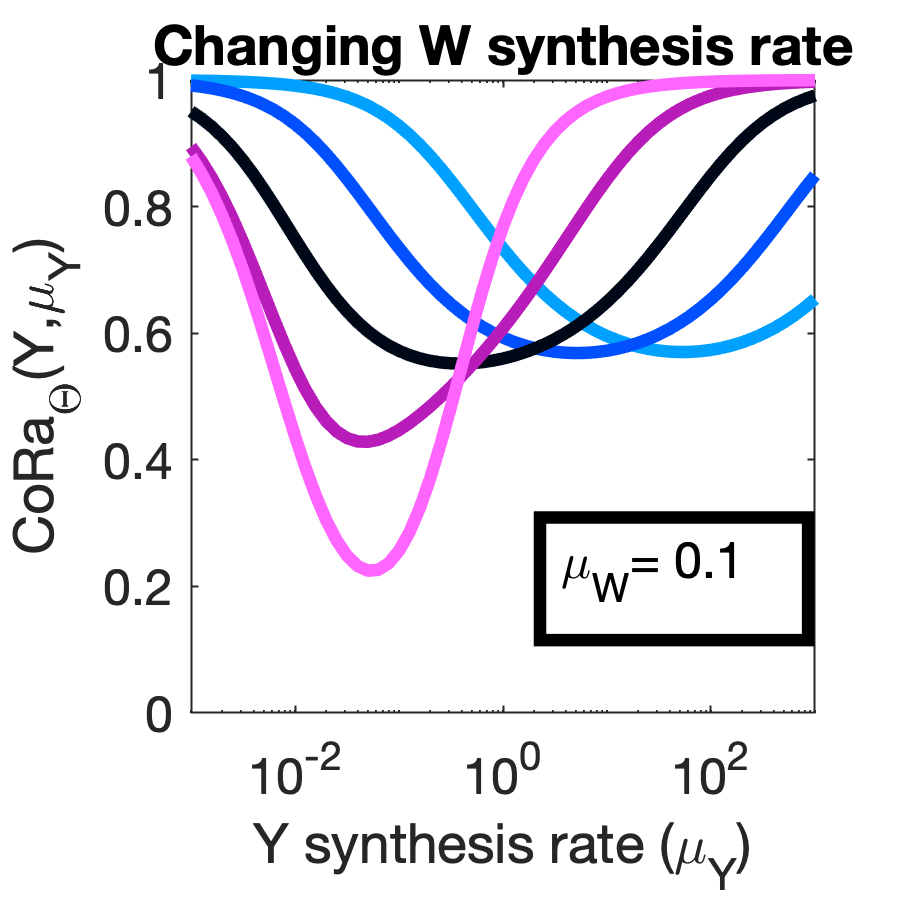 Changing W synthesis rate
1
0.8
0.6
0.4
0.2
0
CoRa_Θ(Y,μ_Y)
μ_W= 0.1
10^-2 10^0 10^2
Y synthesis rate (μ_Y)